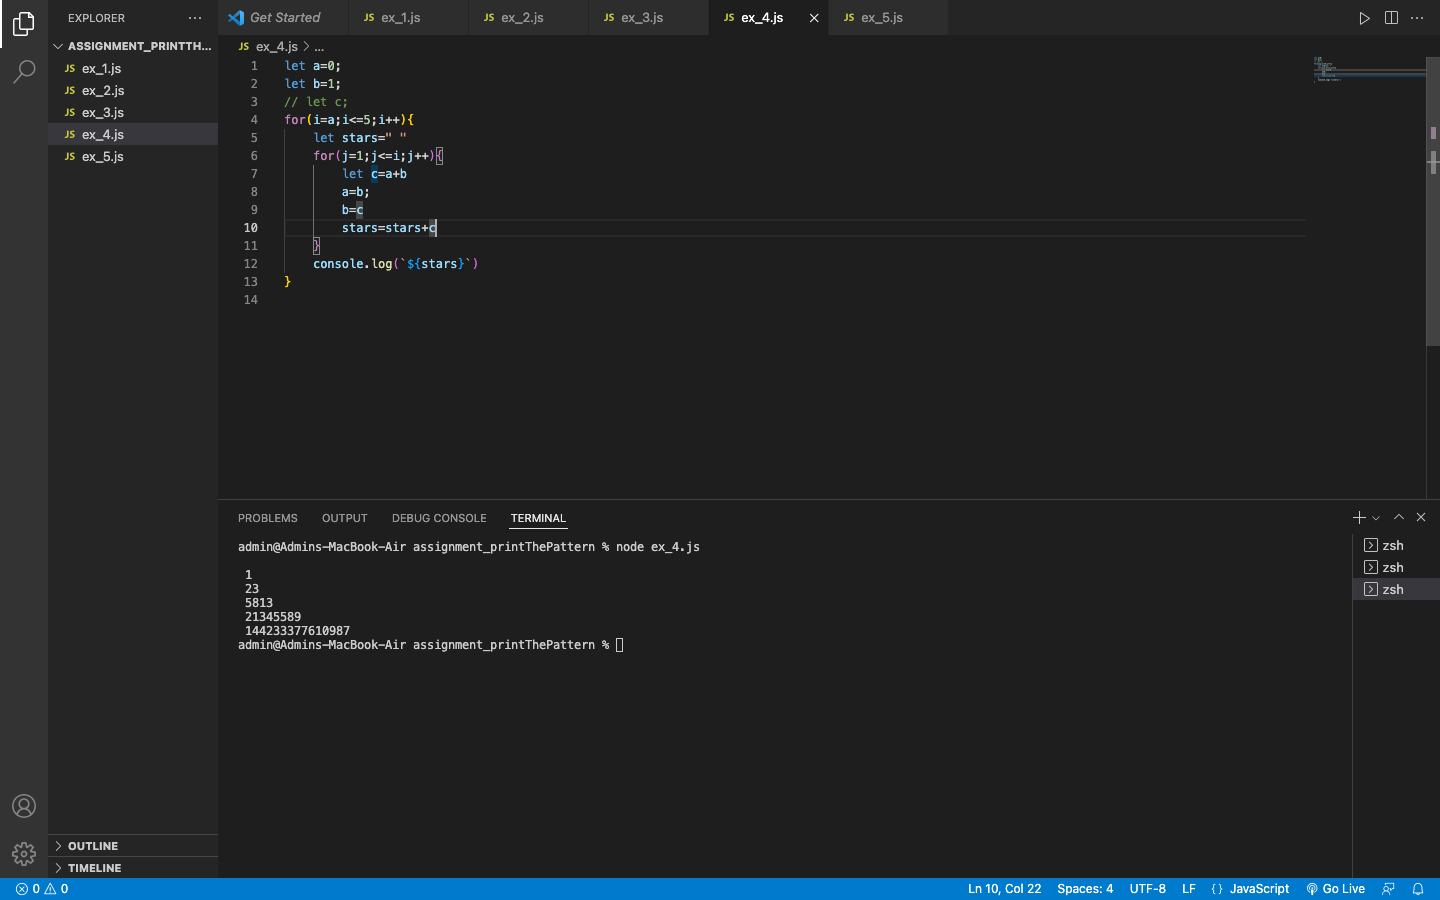 EXPLORER
Get Started
JS ex_1.js
JS ex_2.js
JS ex_3.js
JS ex_4.js
JS ex_5.js
ASSIGNMENT_PRINTTH...
JS ex_1.js
JS ex_2.js
JS ex_3.js
JS ex_4.js
JS ex_5.js
OUTLINE
TIMELINE
JS ex_4.js > ...
1 let a=0;
2 let b=1;
3 // let c;
4 for(i=a;i<=5;i++){
5 let stars=" "
6 for(j=1;j<=i;j++){
7 let c=a+b
8 a=b;
9 b=c
10 stars=stars+c
11 }
12 console.log(`${stars}`)
13 }
14
PROBLEMS OUTPUT DEBUG CONSOLE TERMINAL
admin@Admins-MacBook-Air assignment_printThePattern % node ex_4.js
1
23
5813
21345589
144233377610987
admin@Admins-MacBook-Air assignment_printThePattern %
zsh
zsh
zsh
0 0
Ln 10, Col 22 Spaces: 4 UTF-8 LF {} JavaScript Go Live